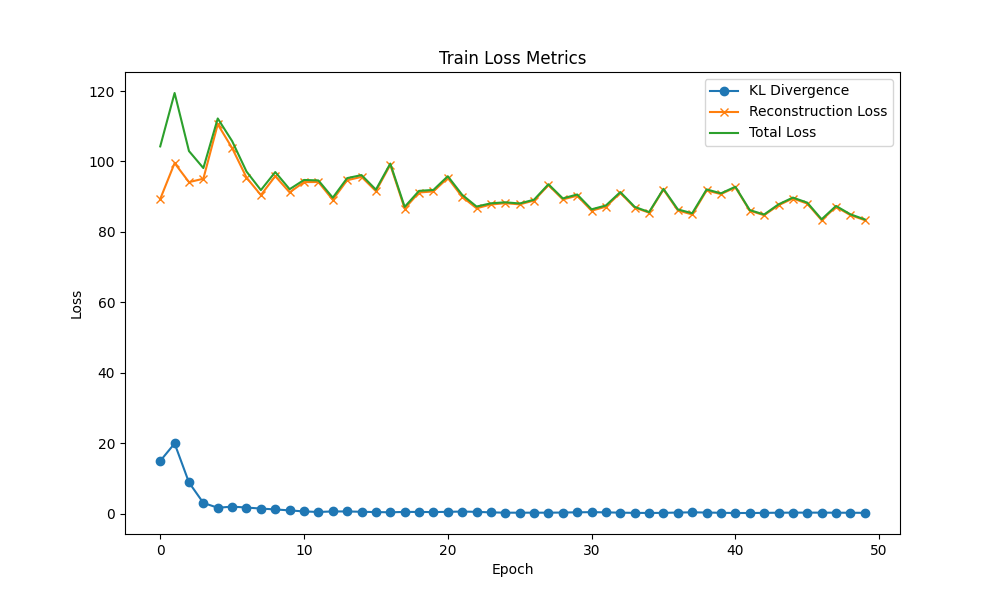 Train Loss Metrics
KL Divergence
Reconstruction Loss
Total Loss
Loss
120
100
80
60
40
20
0
0 10 20 30 40 50
Epoch